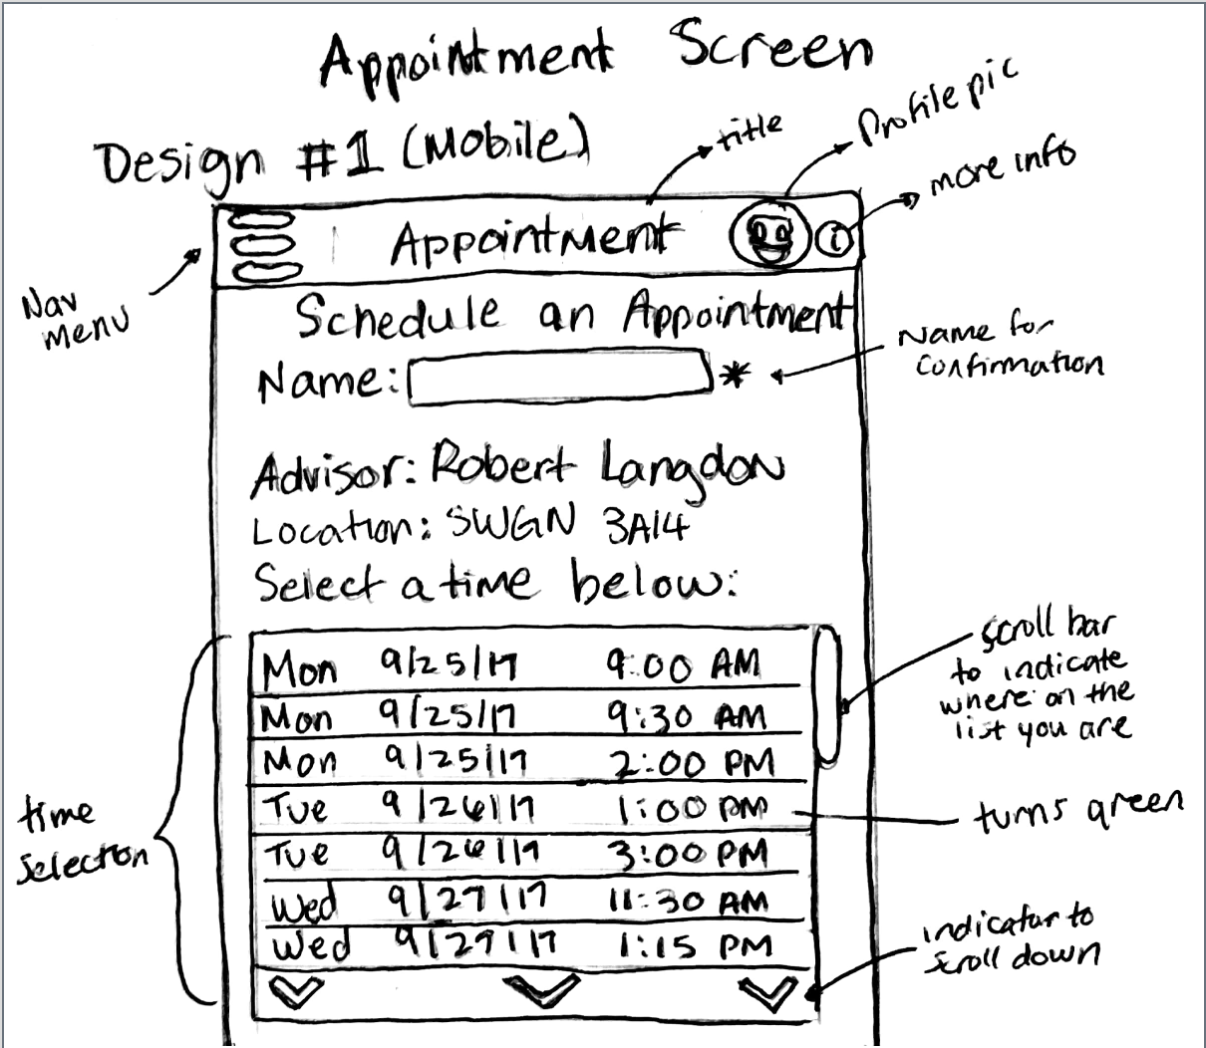 Appointment Screen
Design #1 (Mobile)
title
Profile pic
more info
Nav
menu
Appointment
i
Schedule an Appointment
Name: *
Name for
Confirmation
Advisor: Robert Langdon
Location: SWGN 3A14
Select a time below:
Mon 9/25/17 9:00 AM
Mon 9/25/17 9:30 AM
Mon 9/25/17 2:00 PM
Tue 9/26/17 1:00 PM
Tue 9/26/17 3:00 PM
Wed 9/27/17 11:30 AM
Wed 9/27/17 1:15 PM
time
selection
scroll bar
to indicate
where on the
list you are
turns green
indicator to
scroll down